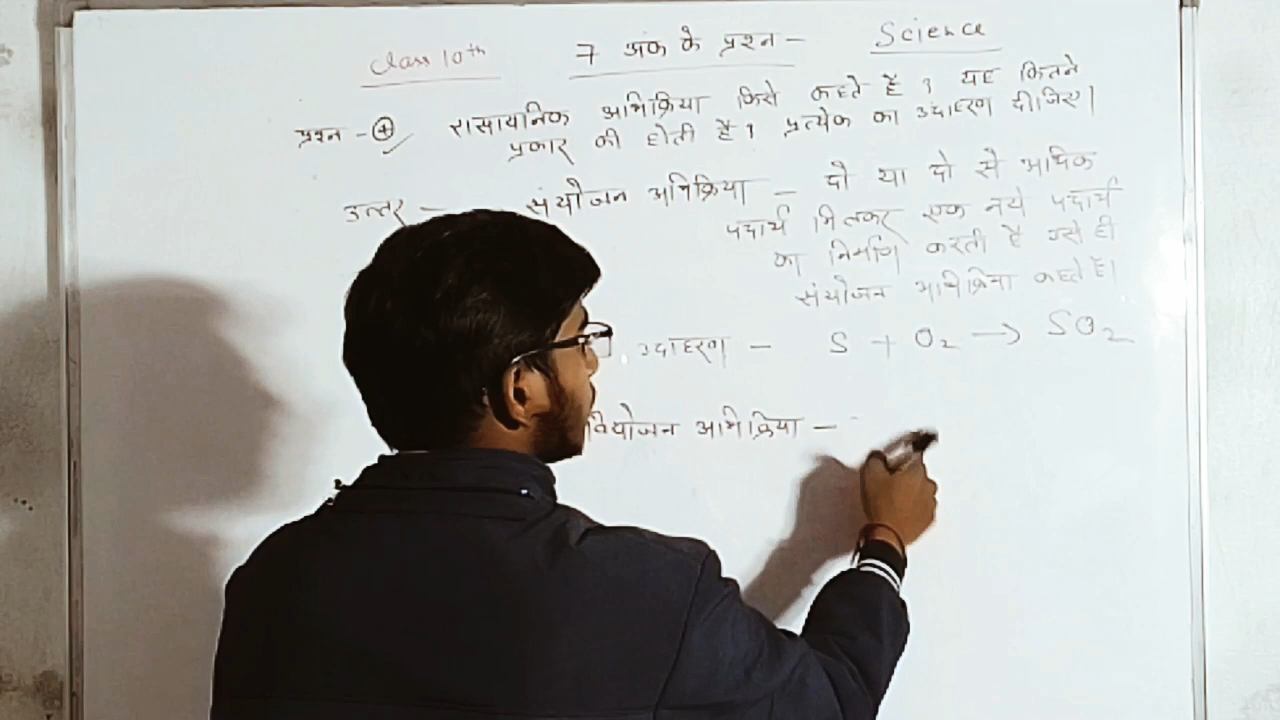 Class 10th 7 अंक के प्रश्न - Science
प्रश्न - रासायनिक अभिक्रिया किसे कहते हैं ? यह कितने
प्रकार की होती है ? प्रत्येक का उदाहरण दीजिए।
उत्तर - संयोजन अभिक्रिया - दो या दो से अधिक
पदार्थ मिलकर एक नये पदार्थ
का निर्माण करती है उसे ही
संयोजन अभिक्रिया कहते है।
उदाहरण - S + O₂ → SO₂
वियोजन अभिक्रिया -